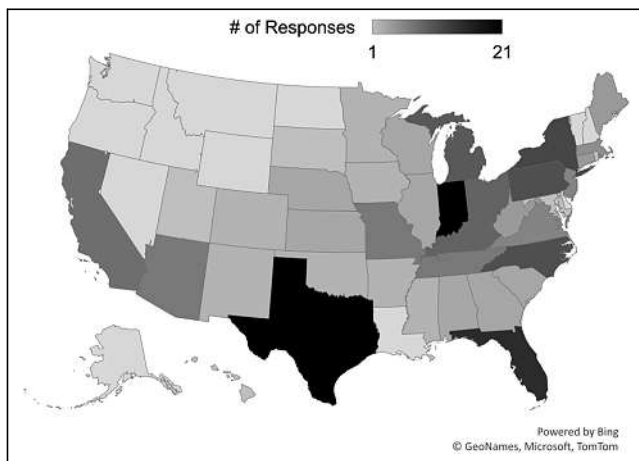 # of Responses
1 21
Powered by Bing
© GeoNames, Microsoft, TomTom